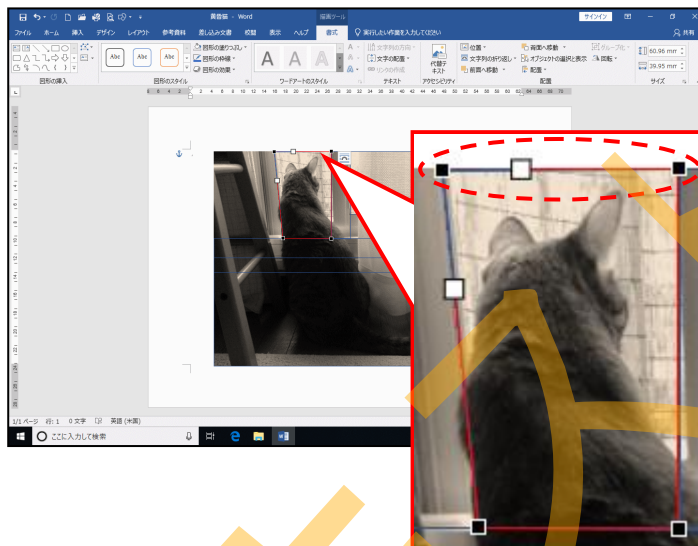 黄昏猫 - Word
描画ツール
サインイン
ファイル ホーム 挿入 デザイン レイアウト 参考資料 差し込み文書 校閲 表示 ヘルプ 書式 実行したい作業を入力してください 共有
Abc Abc Abc
図形の塗りつぶし
図形の枠線
図形の効果
A A A
文字列の方向
文字の配置
リンクの作成
代替テ
キスト
位置
文字列の折り返し
前面へ移動
背面へ移動
オブジェクトの選択と表示
配置
グループ化
回転
60.96 mm
39.95 mm
図形の挿入 図形のスタイル ワードアートのスタイル テキスト アクセシビリティ 配置 サイズ
1/1 ページ 行: 1 0 文字 英語 (米国)
ここに入力して検索